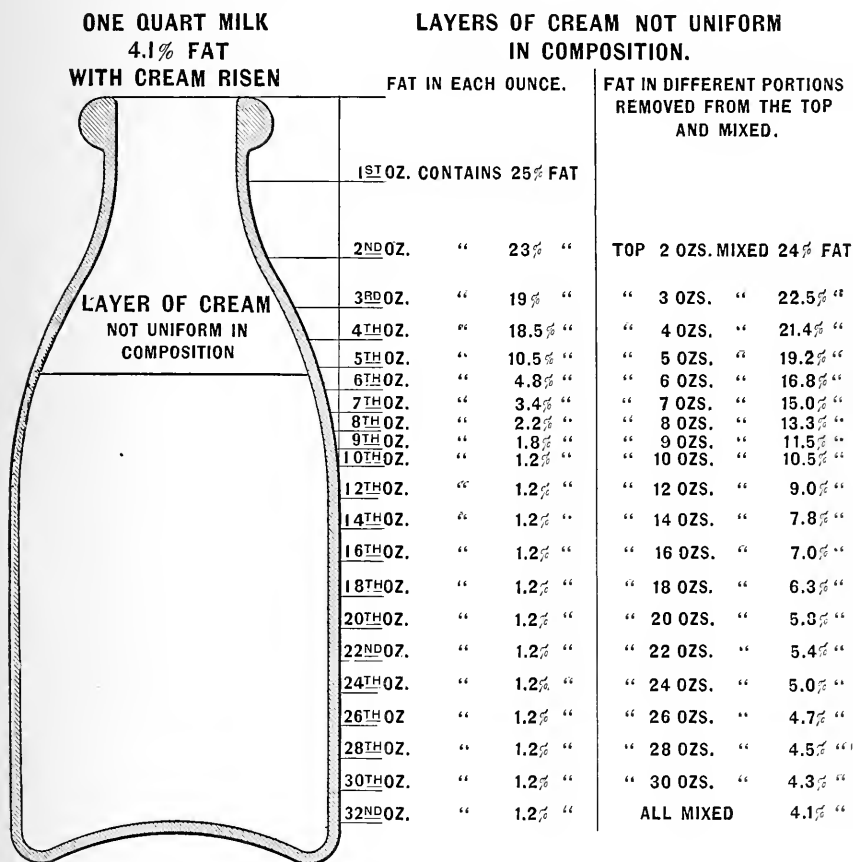 ONE QUART MILK
4.1% FAT
WITH CREAM RISEN
LAYERS OF CREAM NOT UNIFORM
IN COMPOSITION.
FAT IN EACH OUNCE.
FAT IN DIFFERENT PORTIONS
REMOVED FROM THE TOP
AND MIXED.
LAYER OF CREAM
NOT UNIFORM IN
COMPOSITION
1ST OZ. CONTAINS 25% FAT
2ND OZ. “ 23% “ TOP 2 OZS. MIXED 24% FAT
3RD OZ. “ 19% “ “ 3 OZS. “ 22.5% “
4TH OZ. “ 18.5% “ “ 4 OZS. “ 21.4% “
5TH OZ. “ 10.5% “ “ 5 OZS. “ 19.2% “
6TH OZ. “ 4.8% “ “ 6 OZS. “ 16.8% “
7TH OZ. “ 3.4% “ “ 7 OZS. “ 15.0% “
8TH OZ. “ 2.2% “ “ 8 OZS. “ 13.3% “
9TH OZ. “ 1.8% “ “ 9 OZS. “ 11.5% “
10TH OZ. “ 1.2% “ “ 10 OZS. “ 10.5% “
12TH OZ. “ 1.2% “ “ 12 OZS. “ 9.0% “
14TH OZ. “ 1.2% “ “ 14 OZS. “ 7.8% “
16TH OZ. “ 1.2% “ “ 16 OZS. “ 7.0% “
18TH OZ. “ 1.2% “ “ 18 OZS. “ 6.3% “
20TH OZ. “ 1.2% “ “ 20 OZS. “ 5.8% “
22ND OZ. “ 1.2% “ “ 22 OZS. “ 5.4% “
24TH OZ. “ 1.2% “ “ 24 OZS. “ 5.0% “
26TH OZ “ 1.2% “ “ 26 OZS. “ 4.7% “
28TH OZ. “ 1.2% “ “ 28 OZS. “ 4.5% “
30TH OZ. “ 1.2% “ “ 30 OZS. “ 4.3% “
32ND OZ. “ 1.2% “ ALL MIXED 4.1% “